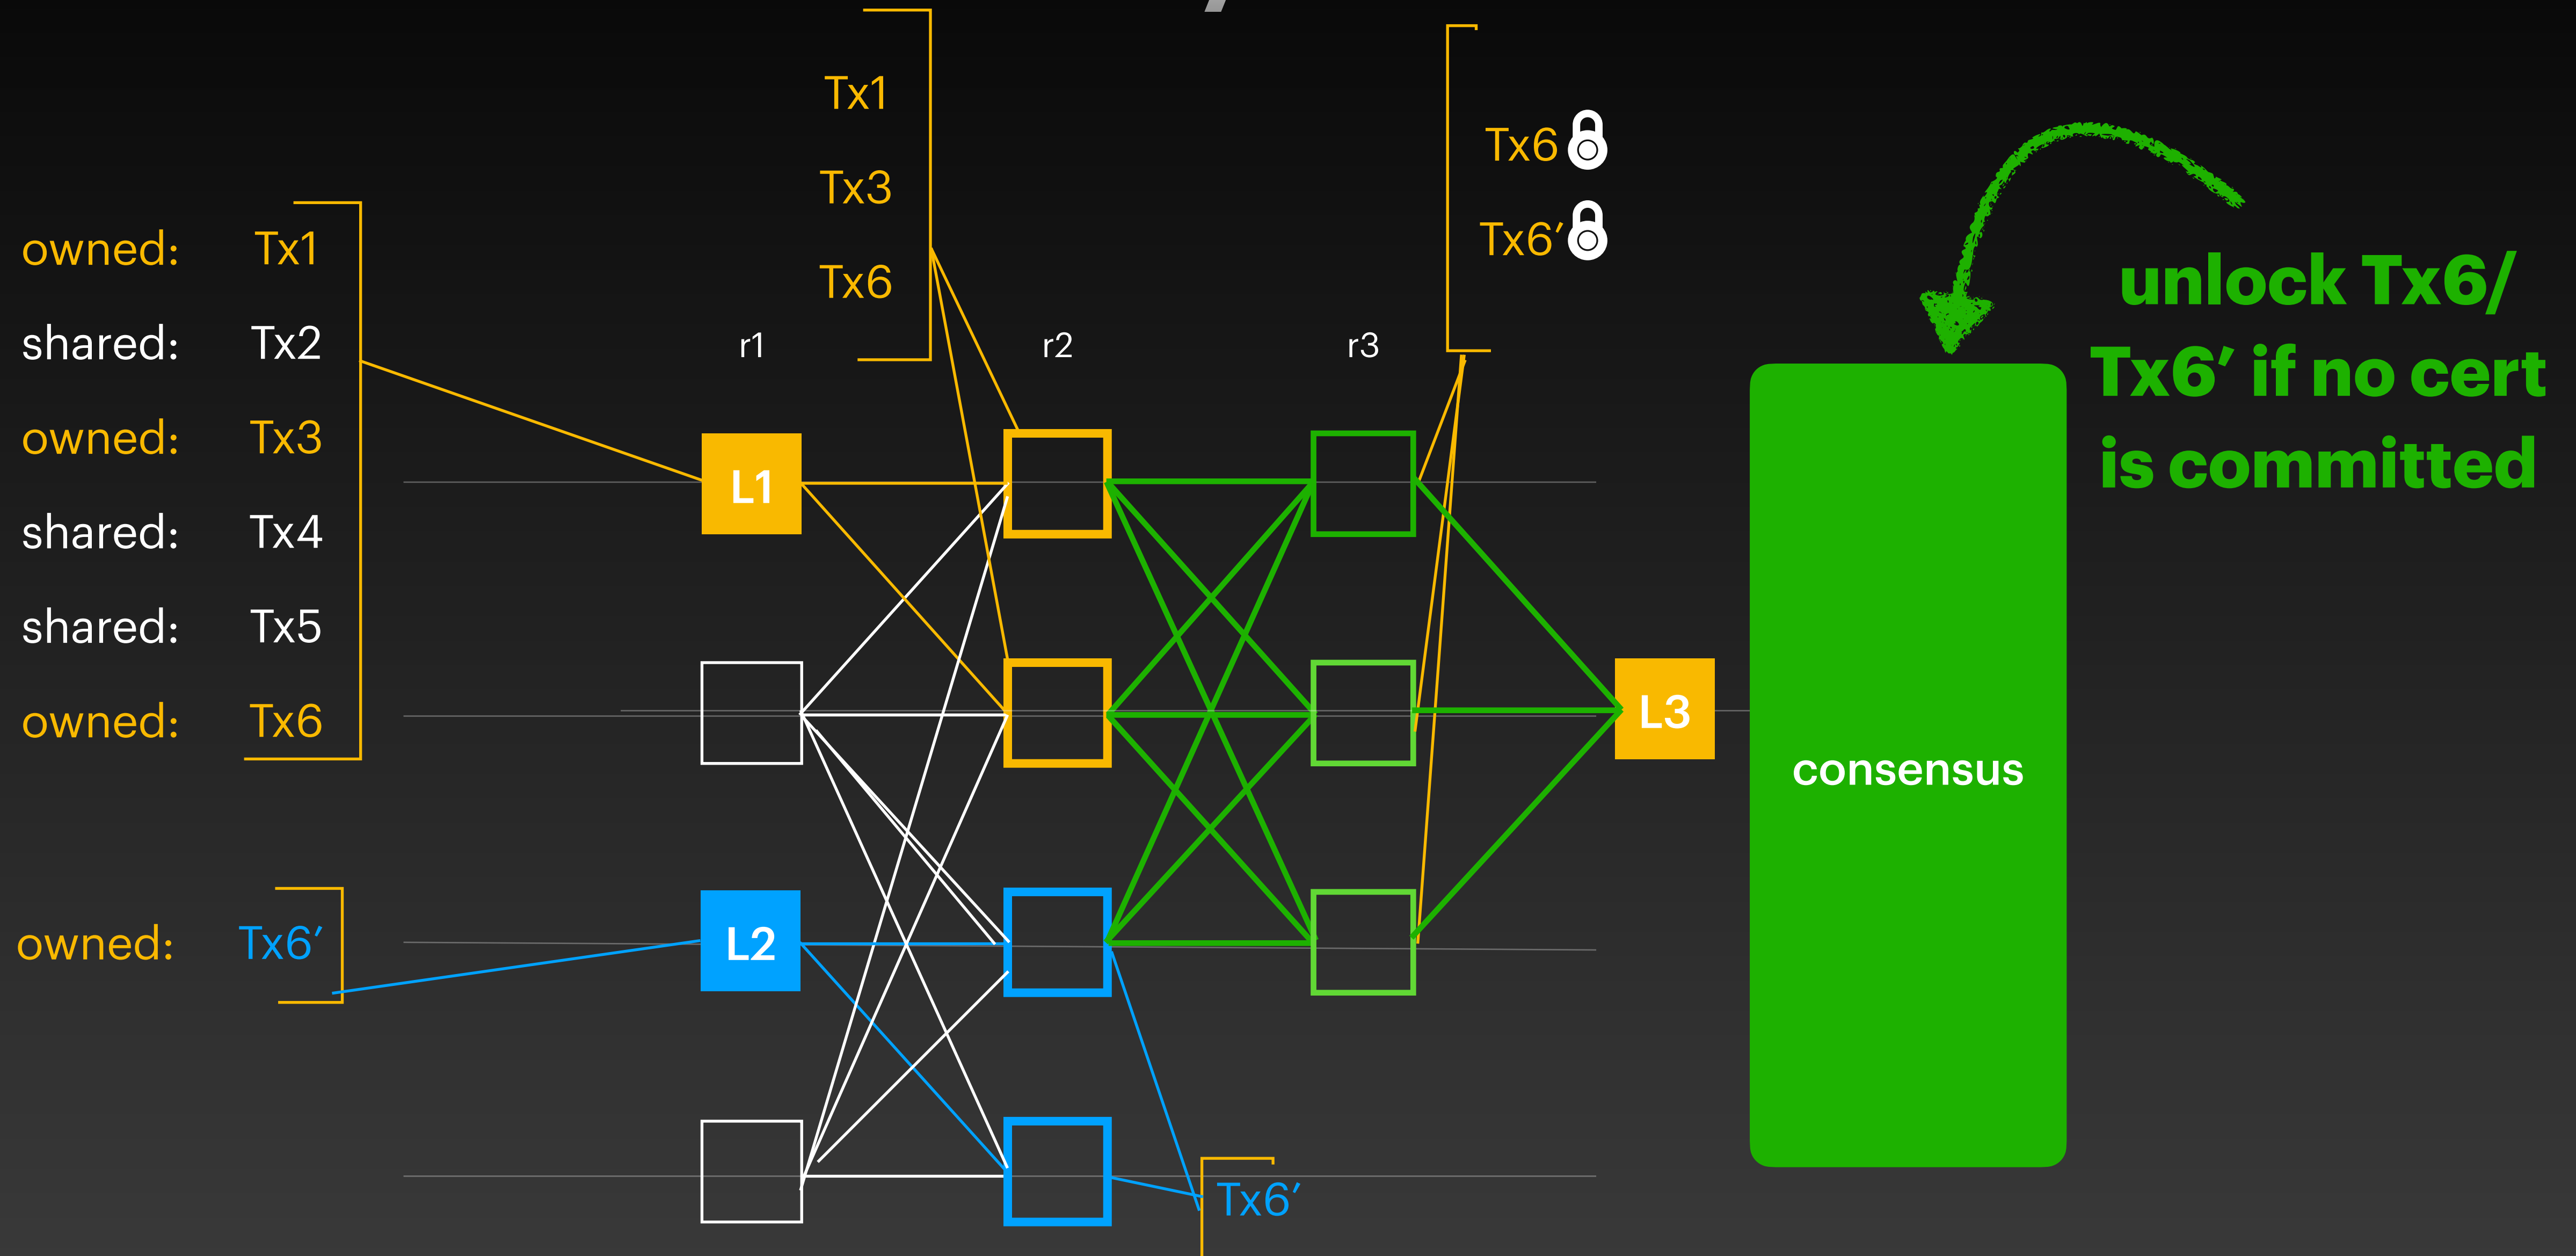 Tx1
Tx3
Tx6
Tx6
Tx6′
owned: Tx1
shared: Tx2
owned: Tx3
shared: Tx4
shared: Tx5
owned: Tx6
owned: Tx6′
r1
r2
r3
L1
L2
L3
Tx6′
consensus
unlock Tx6/
Tx6′ if no cert
is committed